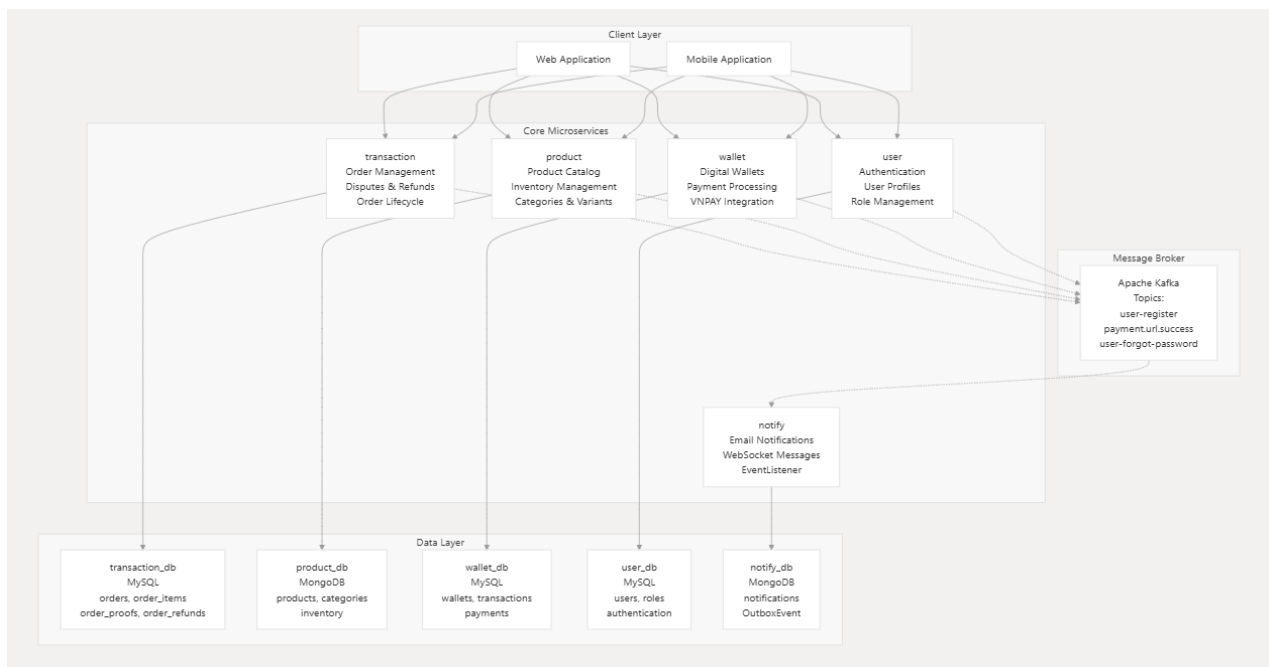 Client Layer
Web Application
Mobile Application
Core Microservices
transaction
Order Management
Disputes & Refunds
Order Lifecycle
product
Product Catalog
Inventory Management
Categories & Variants
wallet
Digital Wallets
Payment Processing
VNPAY Integration
user
Authentication
User Profiles
Role Management
Message Broker
Apache Kafka
Topics:
user-register
payment.url.success
user-forgot-password
notify
Email Notifications
WebSocket Messages
EventListener
Data Layer
transaction_db
MySQL
orders, order_items
order_proofs, order_refunds
product_db
MongoDB
products, categories
inventory
wallet_db
MySQL
wallets, transactions
payments
user_db
MySQL
users, roles
authentication
notify_db
MongoDB
notifications
OutboxEvent